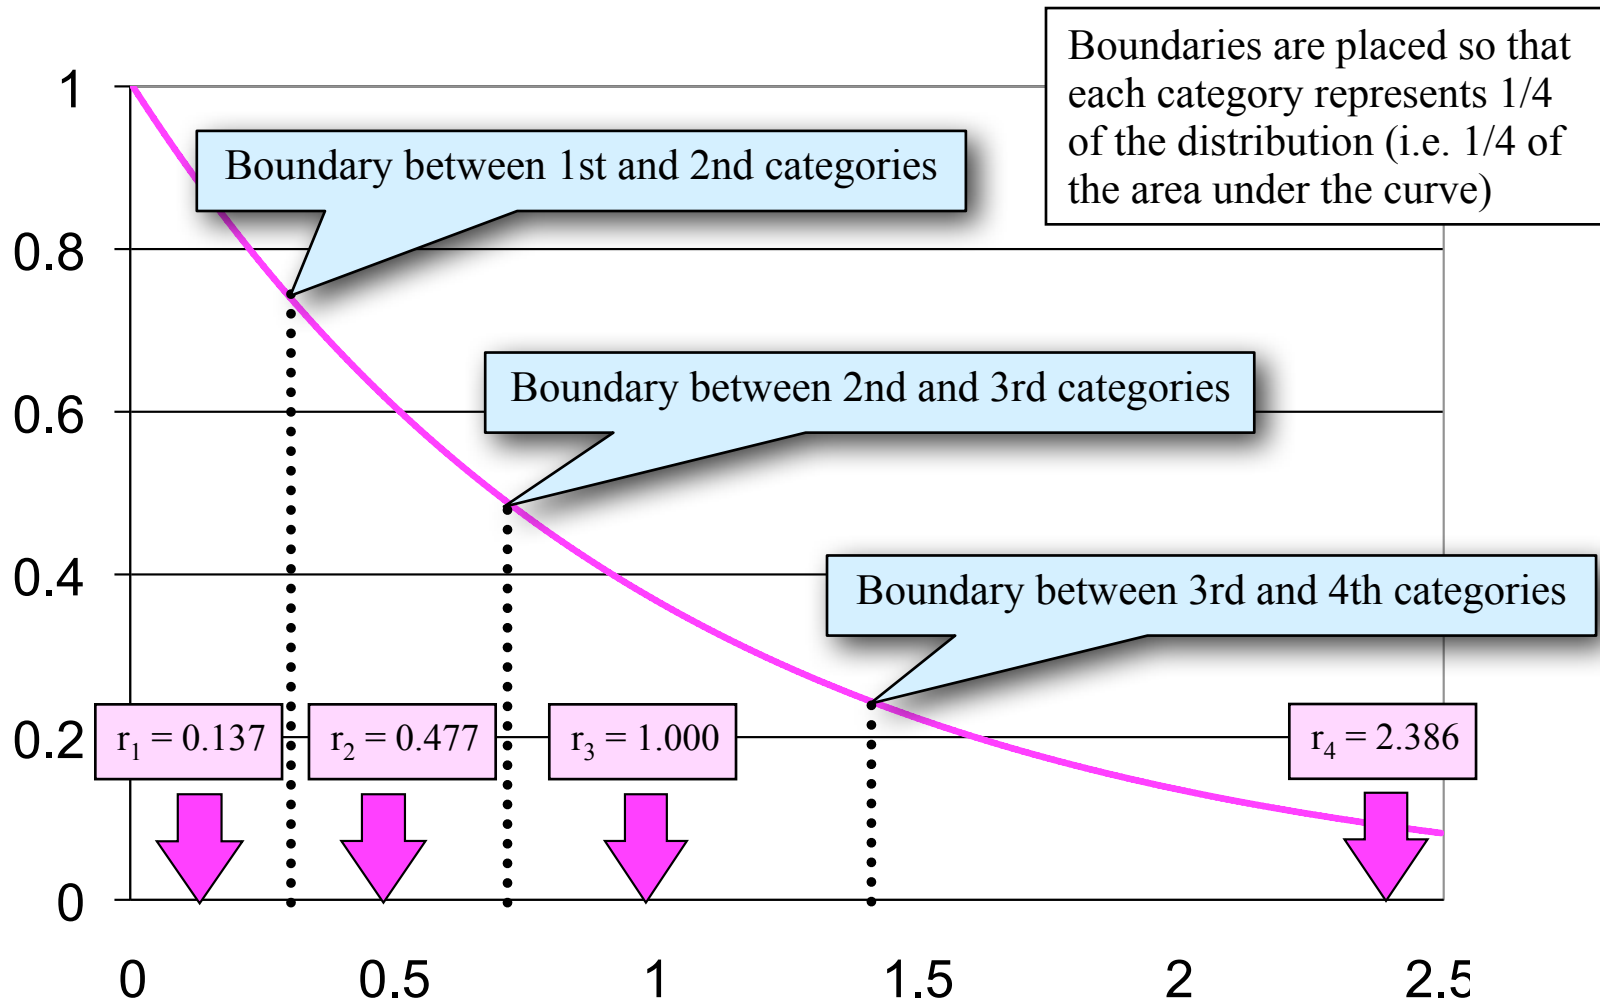 Boundaries are placed so that
each category represents 1/4
of the distribution (i.e. 1/4 of
the area under the curve)
1
Boundary between 1st and 2nd categories
0.8
Boundary between 2nd and 3rd categories
0.6
0.4
Boundary between 3rd and 4th categories
0.2
r₁ = 0.137
r₂ = 0.477
r₃ = 1.000
r₄ = 2.386
0
0 0.5 1 1.5 2 2.5